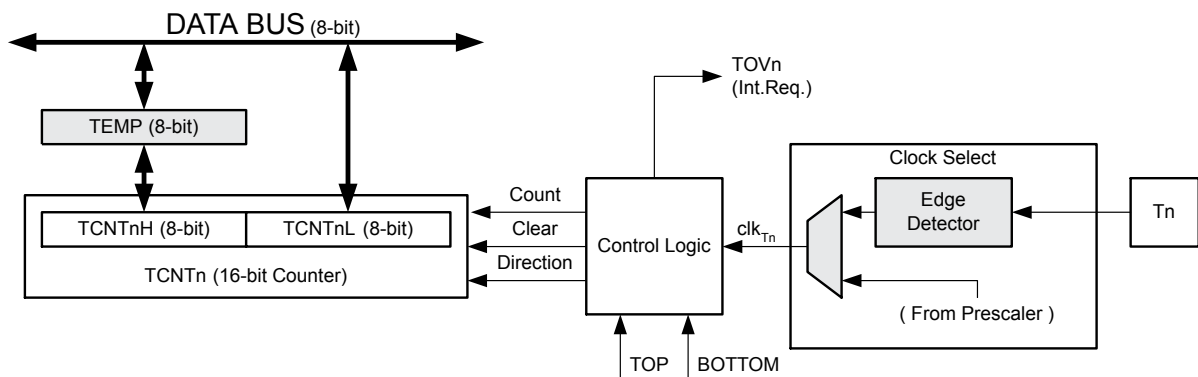 DATA BUS (8-bit)
TOVn
(Int.Req.)
TEMP (8-bit)
Clock Select
Count
Edge
Detector
Tn
TCNTnH (8-bit)
TCNTnL (8-bit)
Clear
Control Logic
clkTn
TCNTn (16-bit Counter)
Direction
( From Prescaler )
TOP
BOTTOM